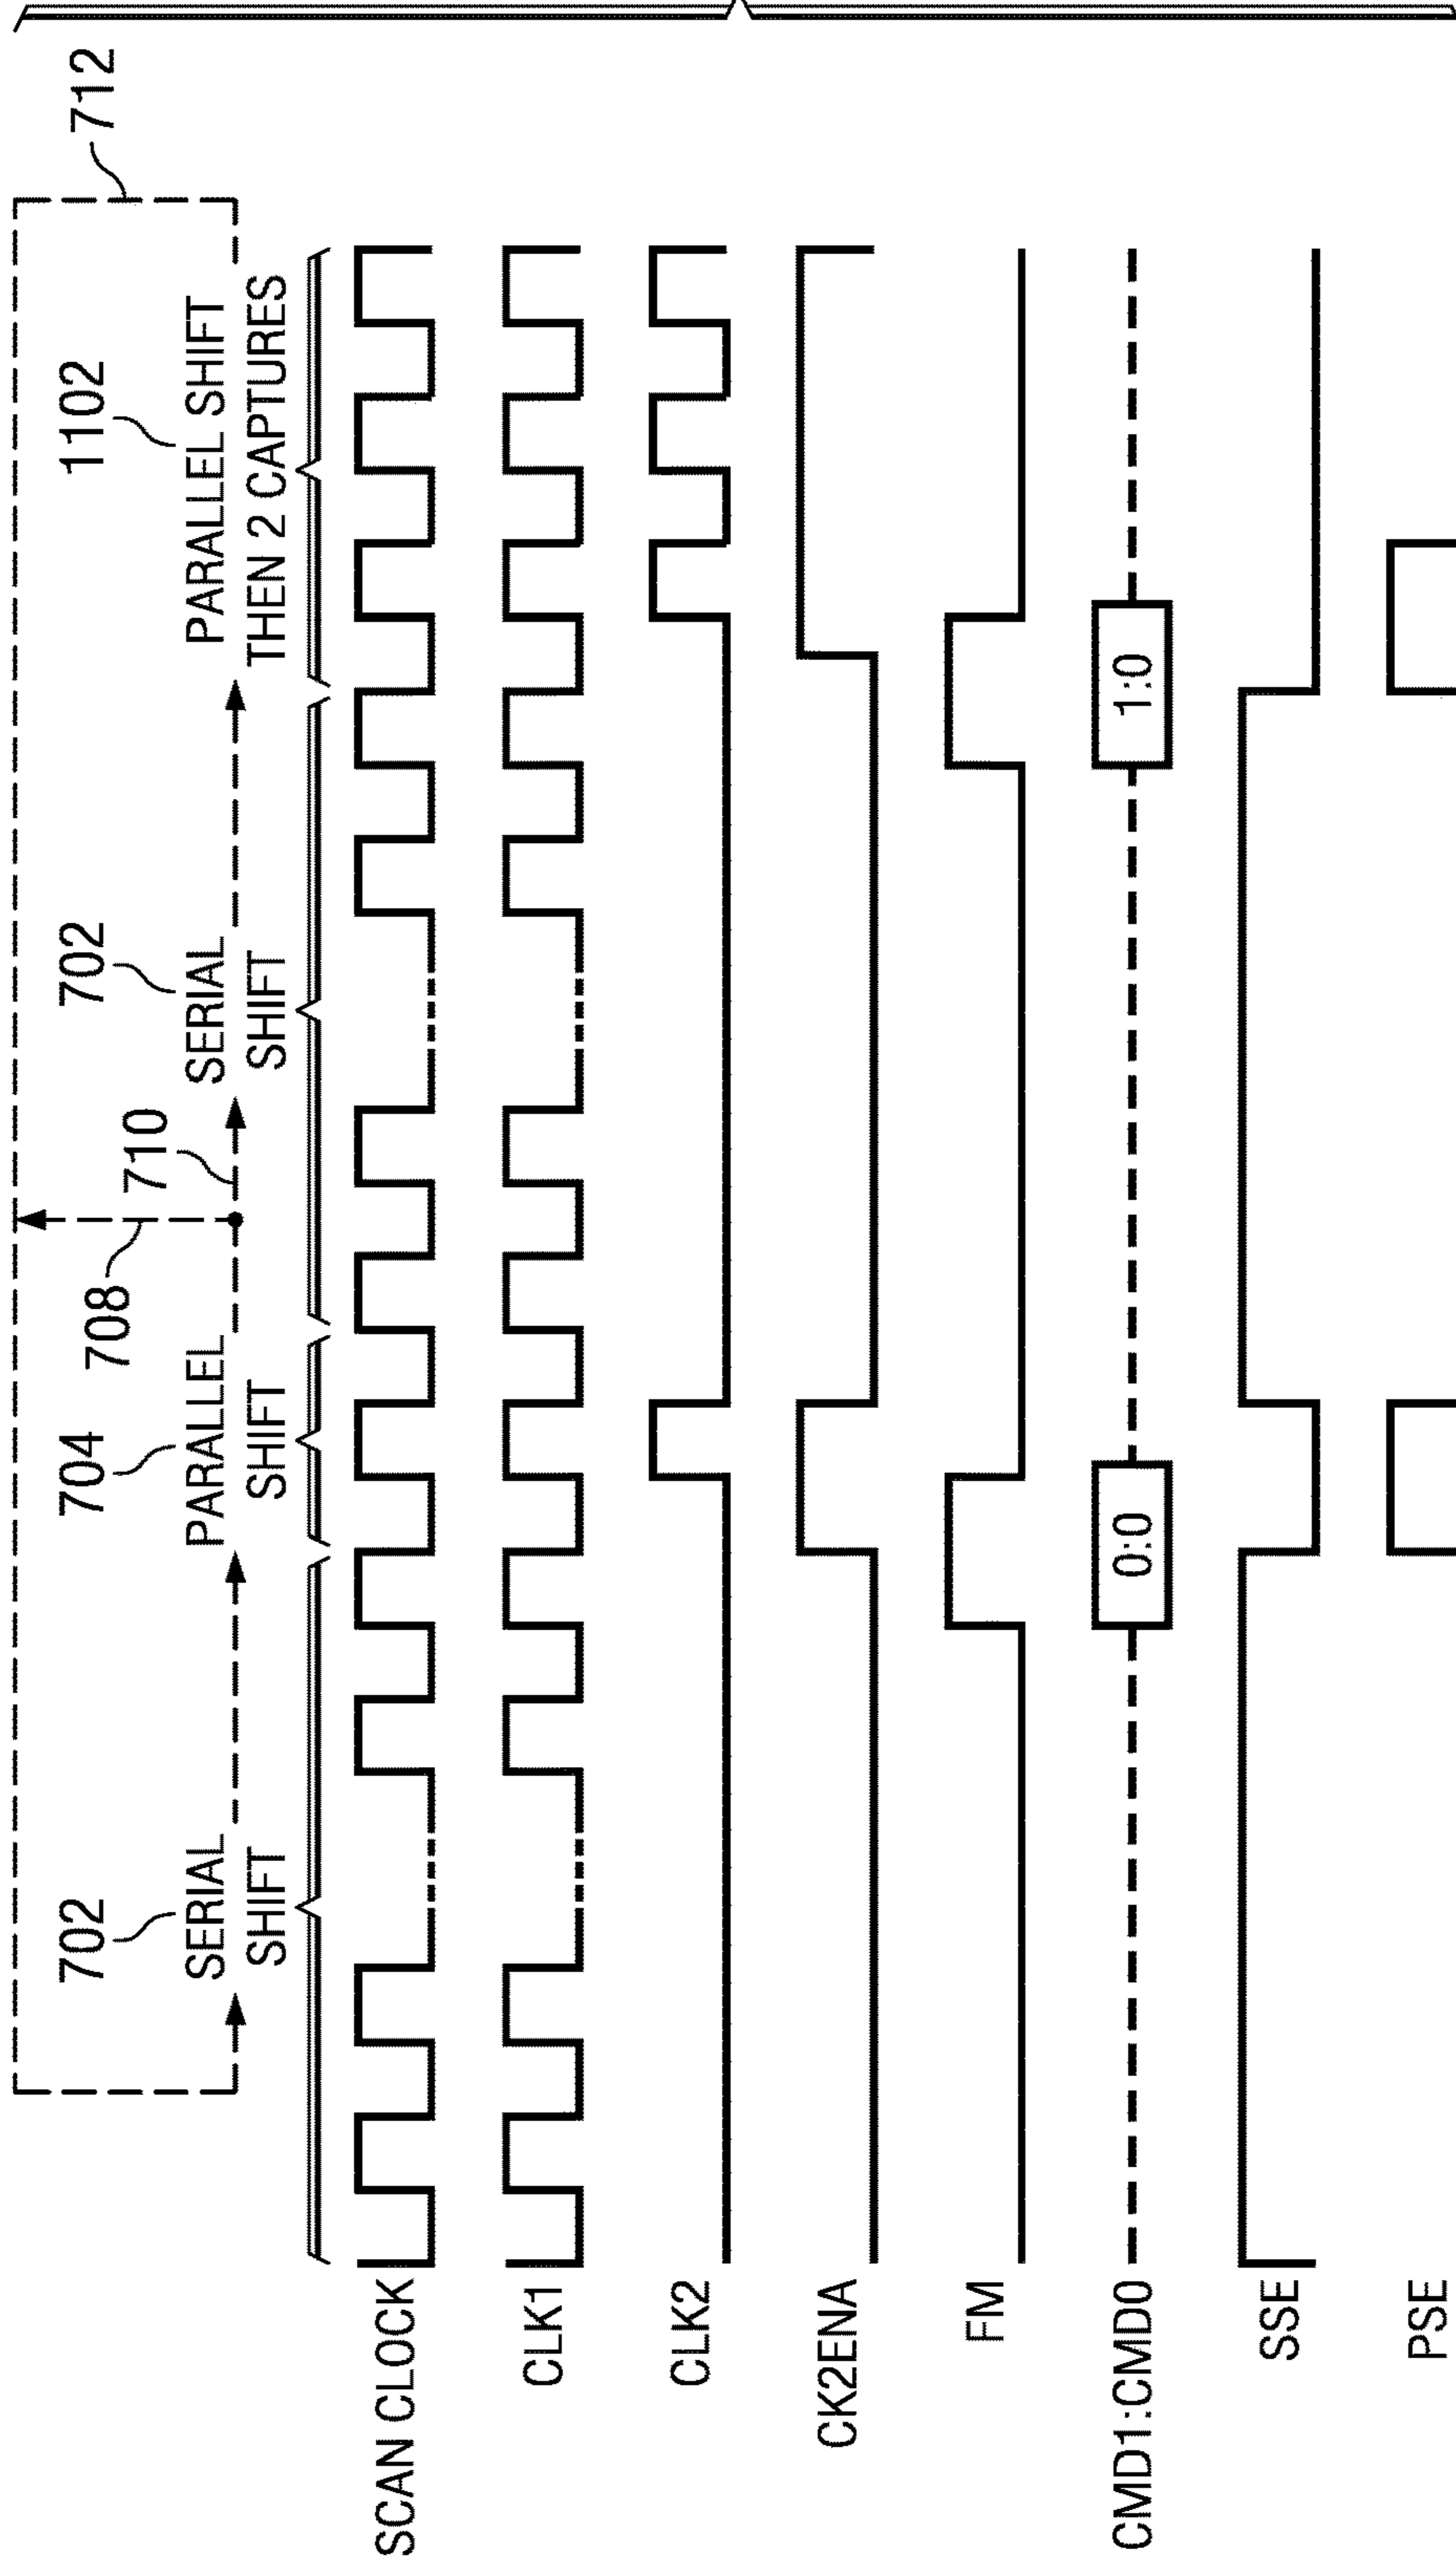 712
708
710
702
704
702
1102
SERIAL
SHIFT
PARALLEL
SHIFT
SERIAL
SHIFT
PARALLEL SHIFT
THEN 2 CAPTURES
SCAN CLOCK
CLK1
CLK2
CK2ENA
FM
CMD1:CMD0
0:0
1:0
SSE
PSE